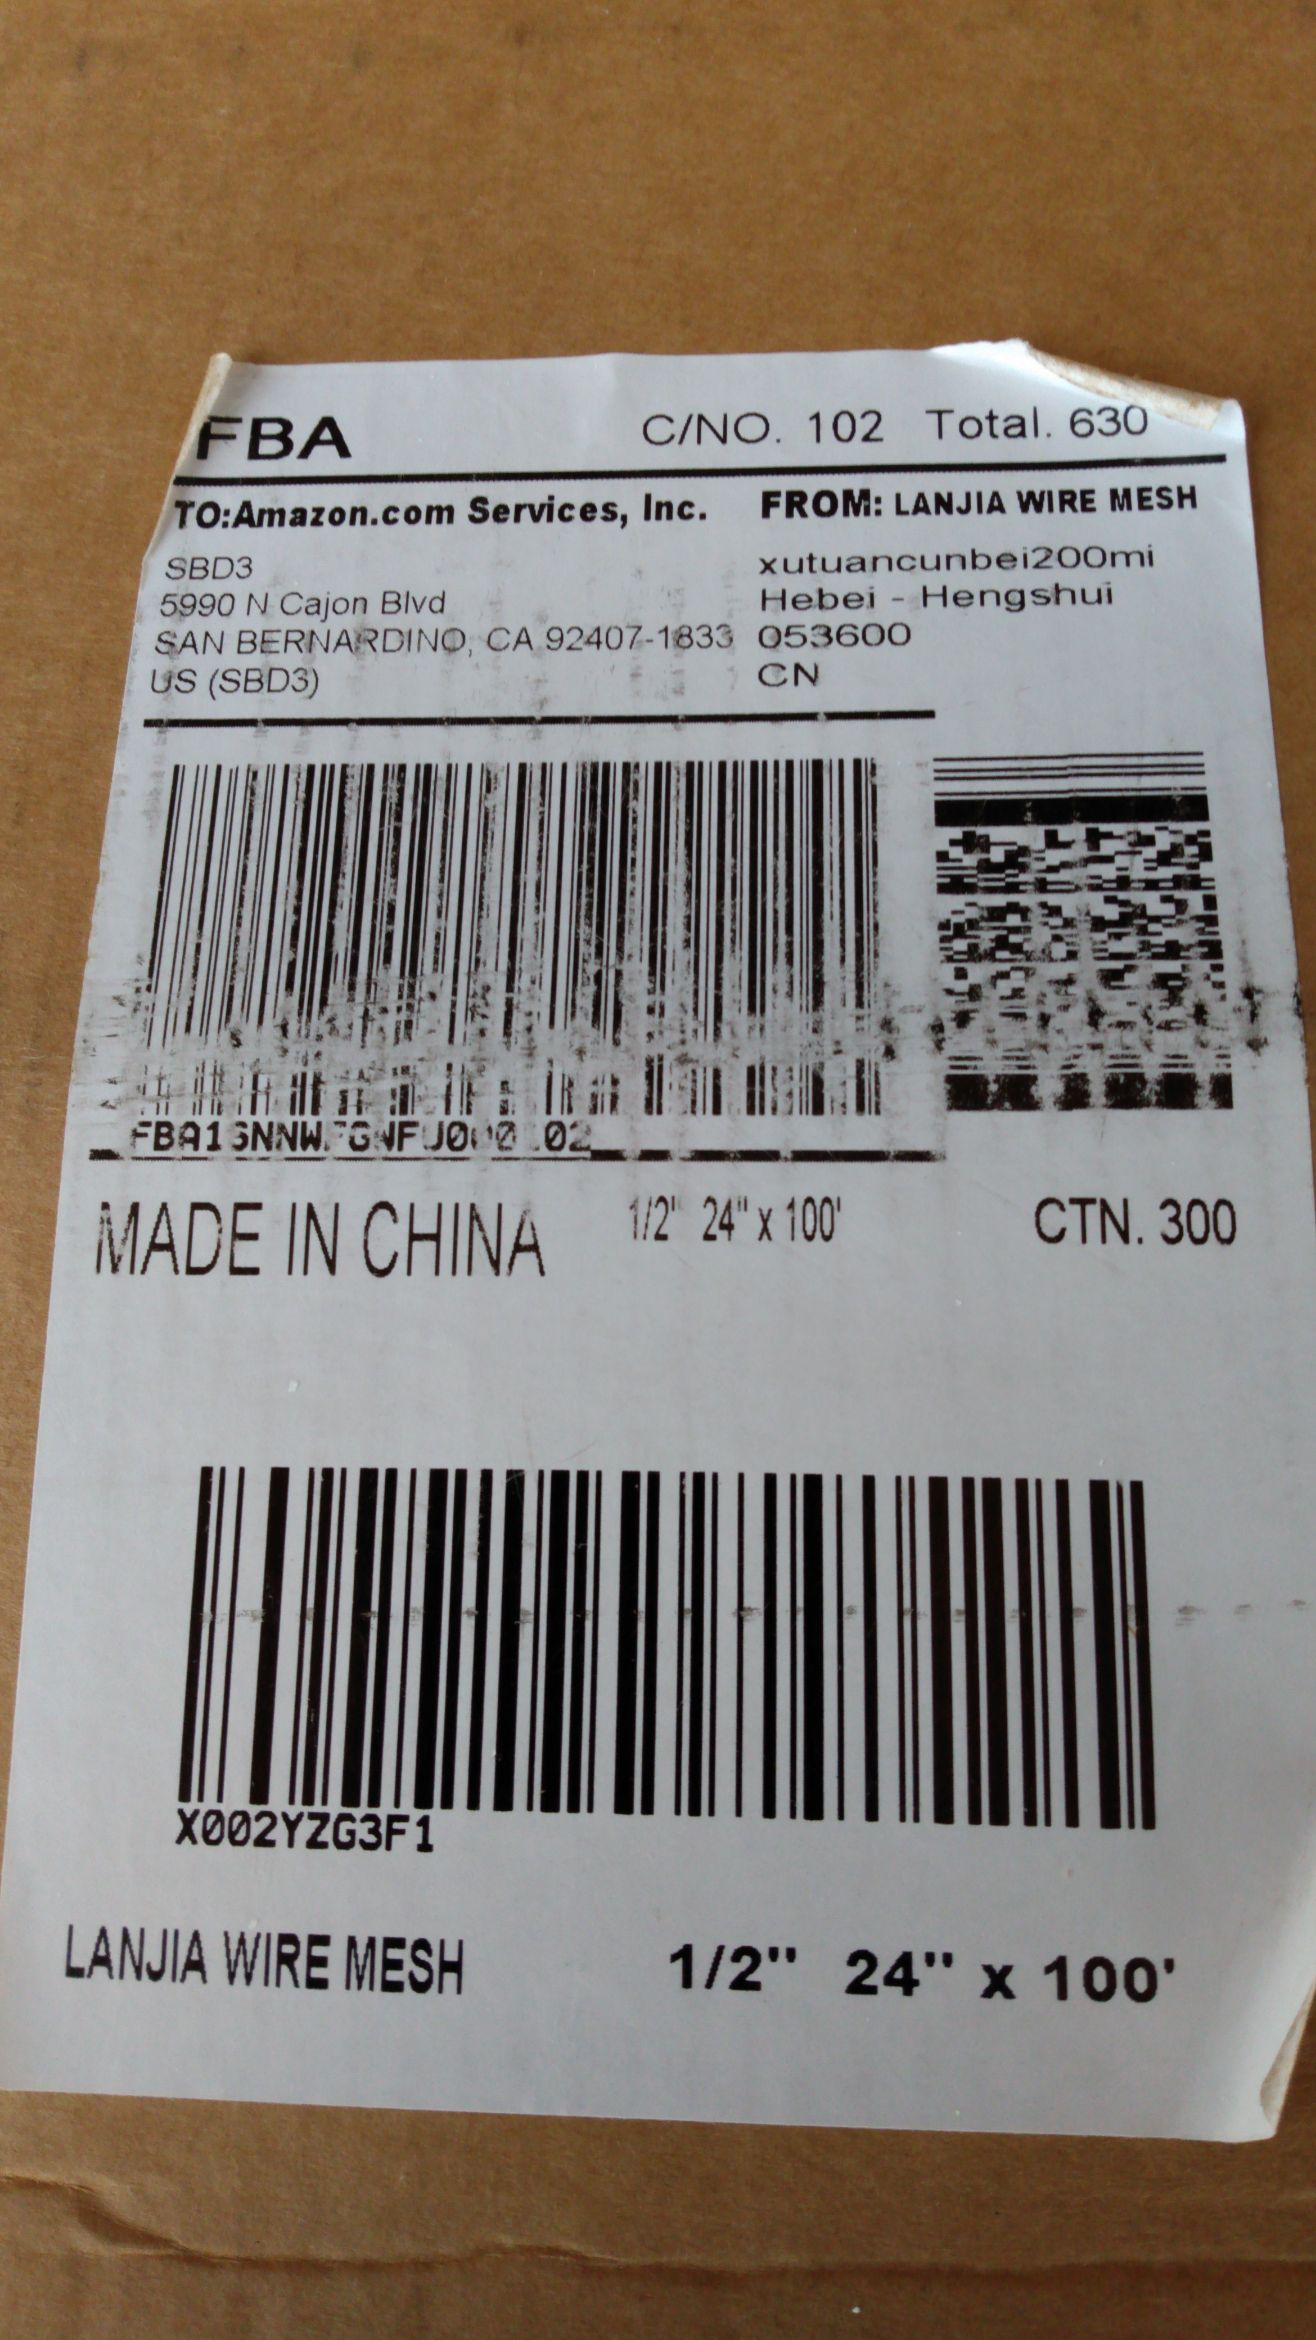 FBA C/NO. 102 Total. 630
TO:Amazon.com Services, Inc.
SBD3
5990 N Cajon Blvd
SAN BERNARDINO, CA 92407-1833
US (SBD3)
FROM: LANJIA WIRE MESH
xutuancunbei200mi
Hebei - Hengshui
053600
CN
MADE IN CHINA 1/2" 24" x 100' CTN. 300
X002YZG3F1
LANJIA WIRE MESH 1/2" 24" x 100'